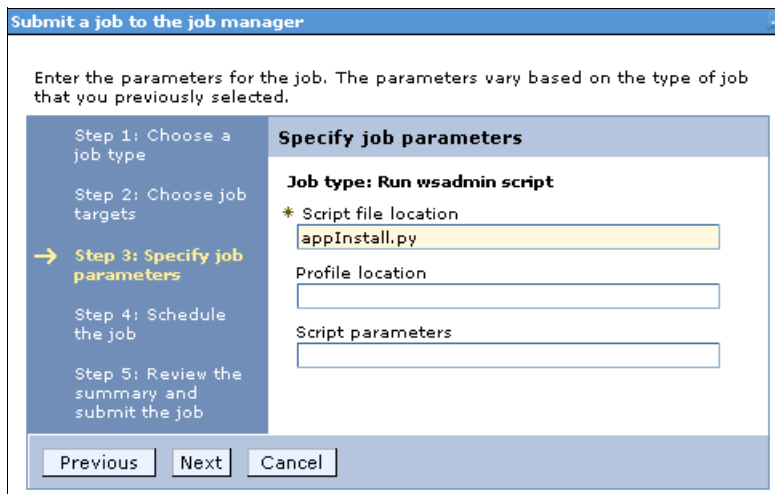 Submit a job to the job manager
Enter the parameters for the job. The parameters vary based on the type of job
that you previously selected.
Step 1: Choose a
job type
Step 2: Choose job
targets
Step 3: Specify job
parameters
Step 4: Schedule
the job
Step 5: Review the
summary and
submit the job
Specify job parameters
Job type: Run wsadmin script
* Script file location
appInstall.py
Profile location
Script parameters
Previous Next Cancel